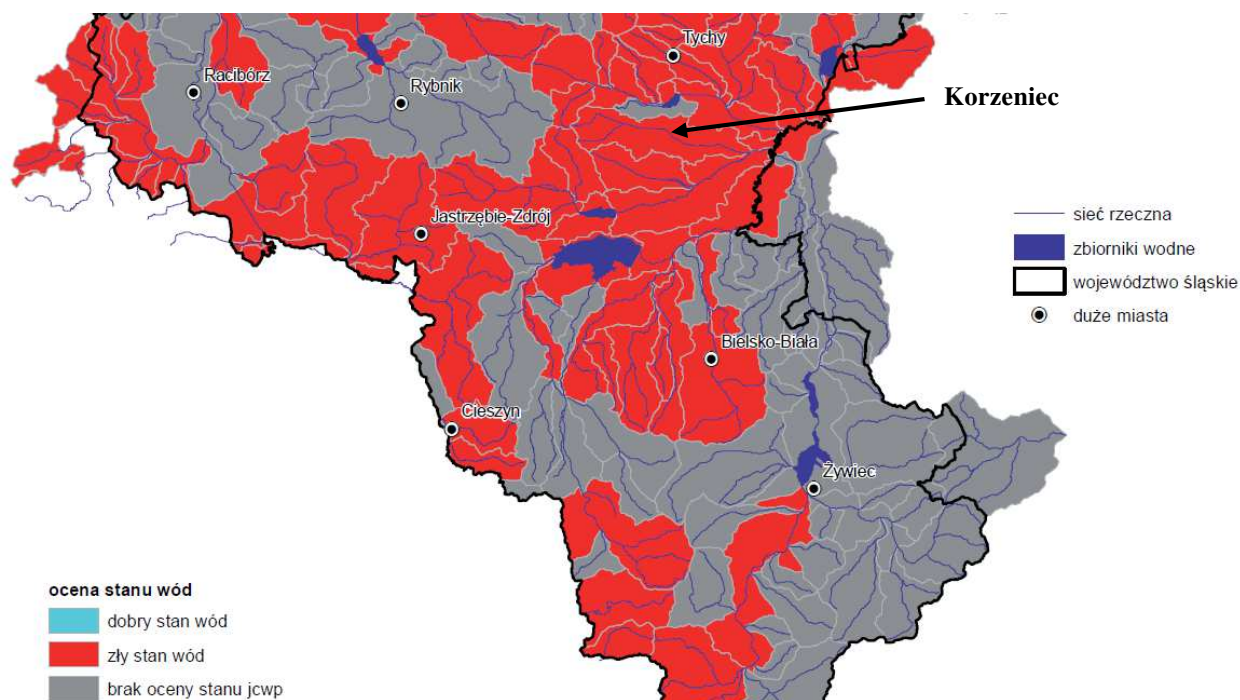 Tychy
Racibórz
Rybnik
Korzeniec
Jastrzębie-Zdrój
sieć rzeczna
zbiorniki wodne
województwo śląskie
duże miasta
Bielsko-Biała
Cieszyn
Żywiec
ocena stanu wód
dobry stan wód
zły stan wód
brak oceny stanu jcwp